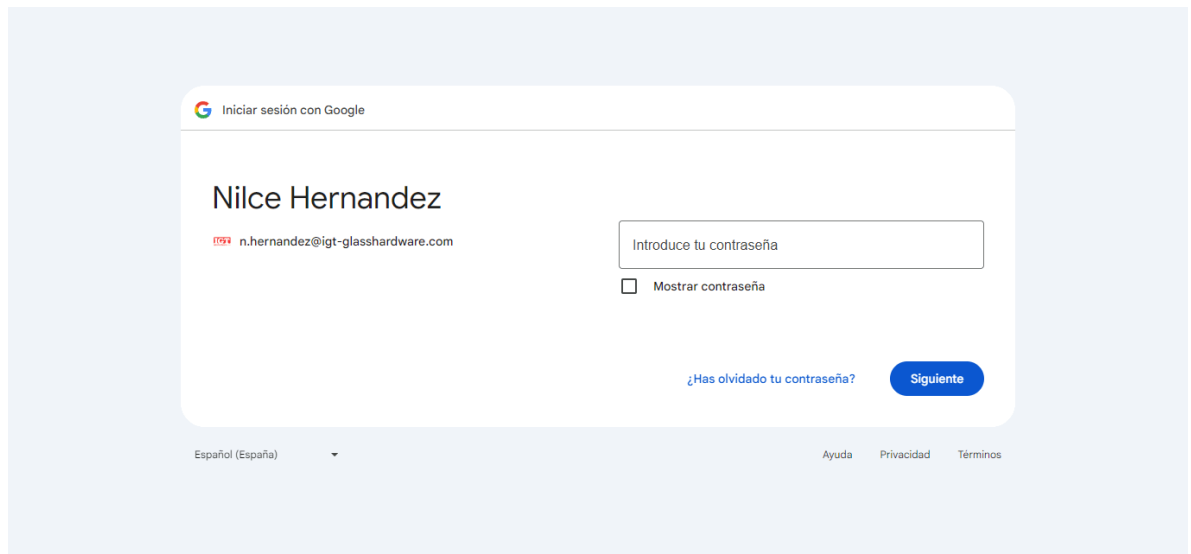 Iniciar sesión con Google
Nilce Hernandez
IGT n.hernandez@igt-glasshardware.com
Introduce tu contraseña
Mostrar contraseña
¿Has olvidado tu contraseña?
Siguiente
Español (España)
Ayuda
Privacidad
Términos